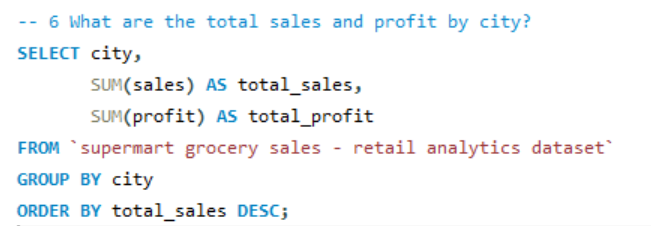 -- 6 What are the total sales and profit by city?
SELECT city,
SUM(sales) AS total_sales,
SUM(profit) AS total_profit
FROM `supermart grocery sales - retail analytics dataset`
GROUP BY city
ORDER BY total_sales DESC;